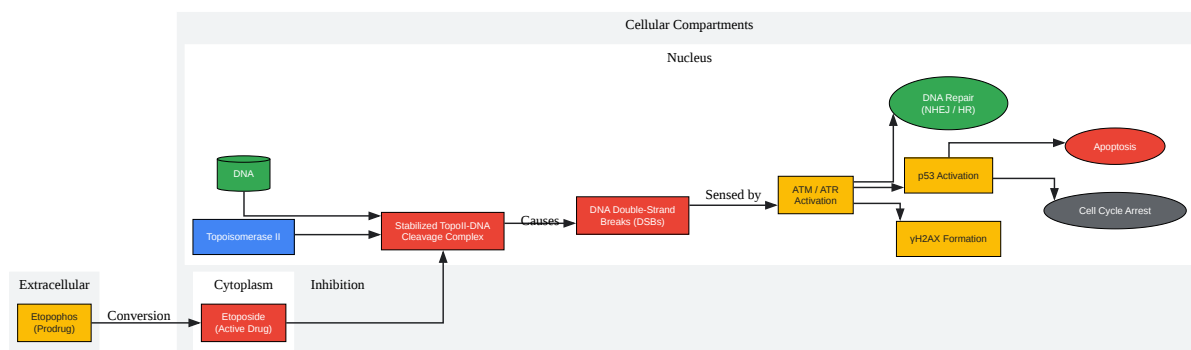 Cellular Compartments
Nucleus
DNA Repair
(NHEJ / HR)
Apoptosis
DNA
p53 Activation
Sensed by
ATM / ATR
Activation
Cell Cycle Arrest
DNA Double-Strand
Breaks (DSBs)
Causes
Stabilized TopoII-DNA
Cleavage Complex
Topoisomerase II
γH2AX Formation
Extracellular
Cytoplasm
Inhibition
Etopophos
(Prodrug)
Conversion
Etoposide
(Active Drug)